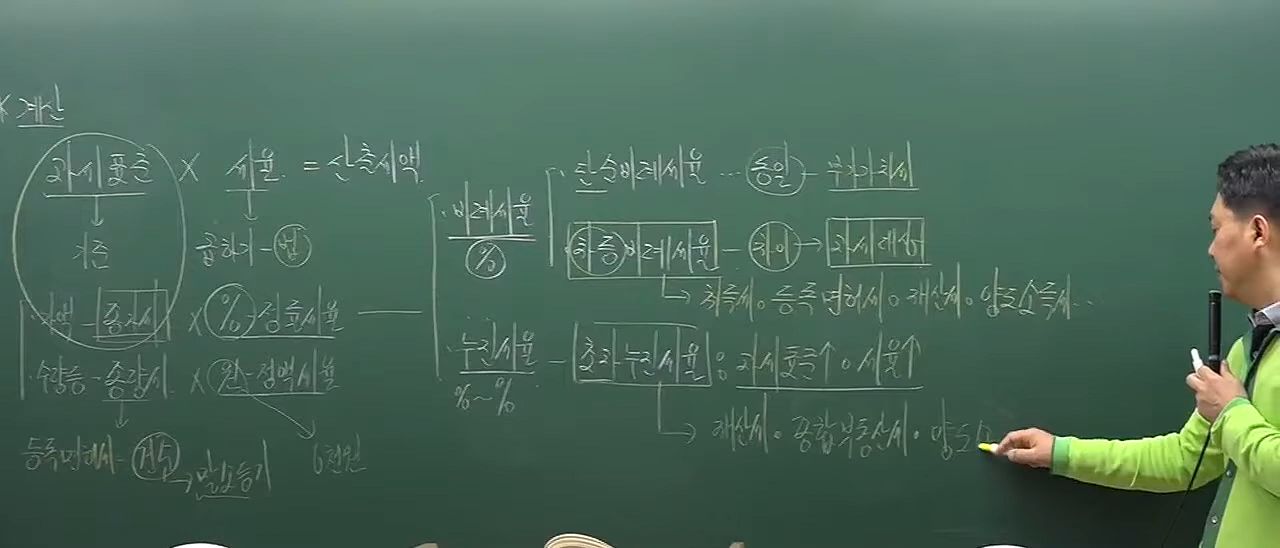 * 계산
과세표준 × 세율 = 산출세액
기준 곱하기 - 법
가액 - 종가세 × % - 정률세율
수량등 - 종량세 × 원 - 정액세율
등록면허세 - 건수 → 말소등기 6천원
비례세율
%
단순비례세율 … 동일 - 부가가치세
차등비례세율 - 차이 → 과세대상
→ 취득세. 등록면허세. 재산세. 양도소득세…
누진세율 - 초과누진세율 : 과세표준↑. 세율↑
%~%
→ 재산세. 종합부동산세. 양도소